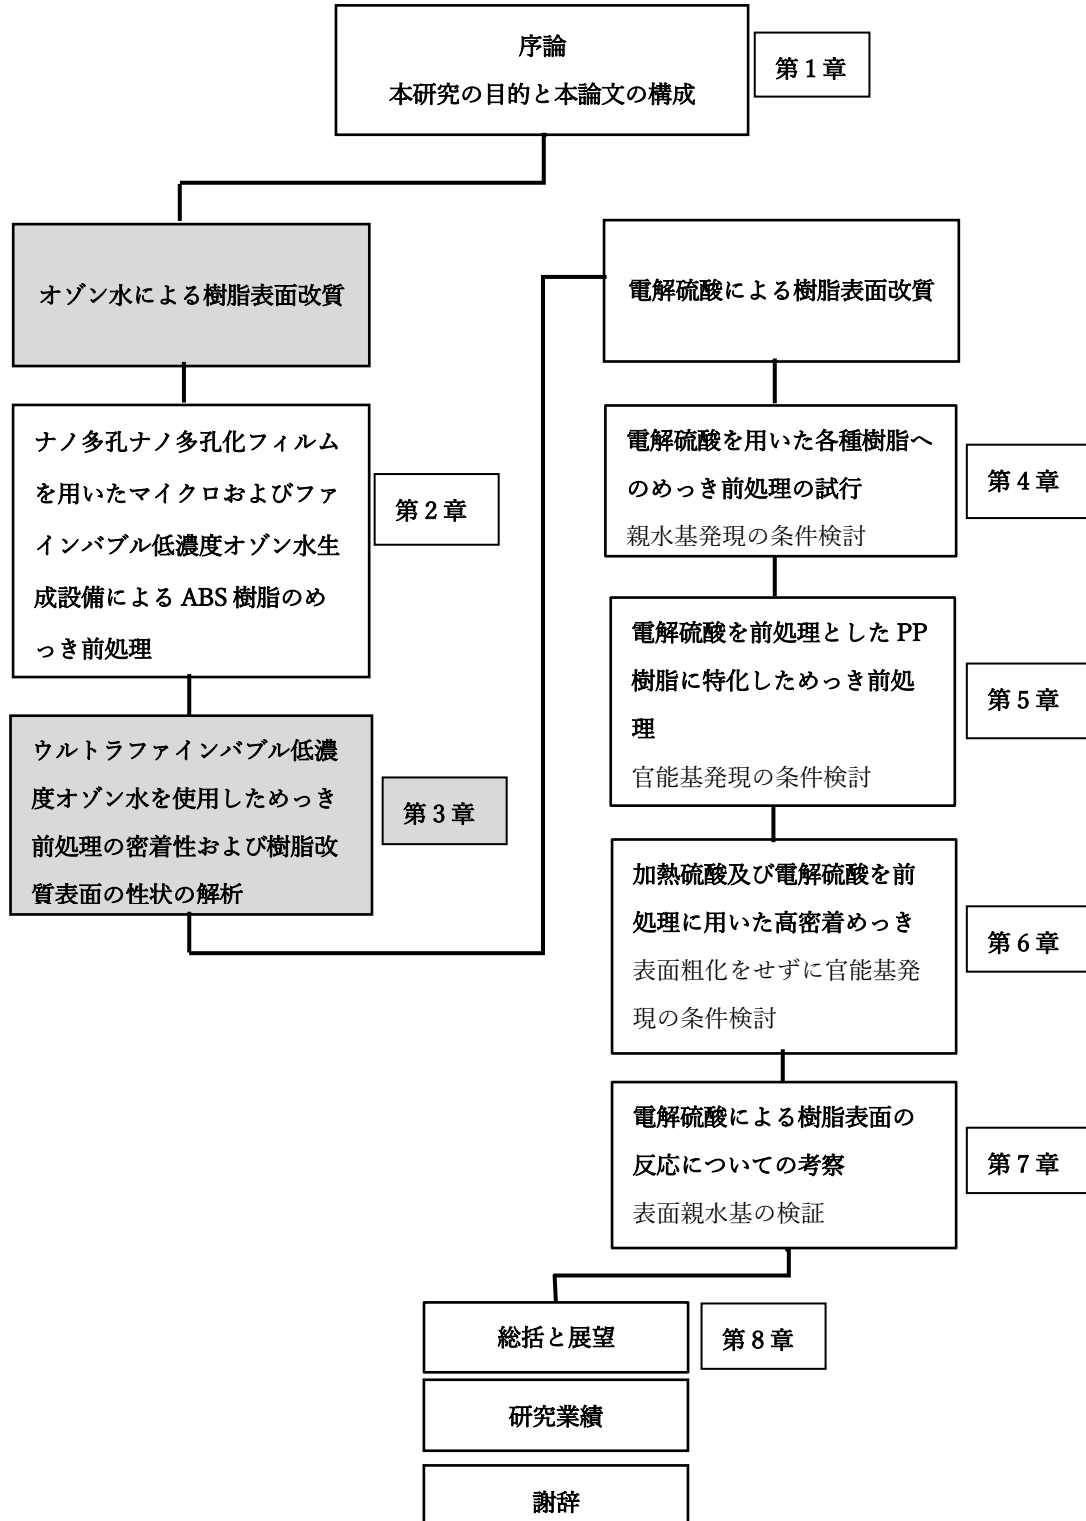 序論
本研究の目的と本論文の構成
第 1 章
オゾン水による樹脂表面改質
ナノ多孔ナノ多孔化フィルム
を用いたマイクロおよびファ
インバブル低濃度オゾン水生
成設備による ABS 樹脂のめ
っき前処理
第 2 章
ウルトラファインバブル低濃
度オゾン水を使用しためっき
前処理の密着性および樹脂改
質表面の性状の解析
第 3 章
電解硫酸による樹脂表面改質
電解硫酸を用いた各種樹脂へ
のめっき前処理の試行
親水基発現の条件検討
第 4 章
電解硫酸を前処理とした PP
樹脂に特化しためっき前処
理
官能基発現の条件検討
第 5 章
加熱硫酸及び電解硫酸を前
処理に用いた高密着めっき
表面粗化をせずに官能基発
現の条件検討
第 6 章
電解硫酸による樹脂表面の
反応についての考察
表面親水基の検証
第 7 章
総括と展望
第 8 章
研究業績
謝辞